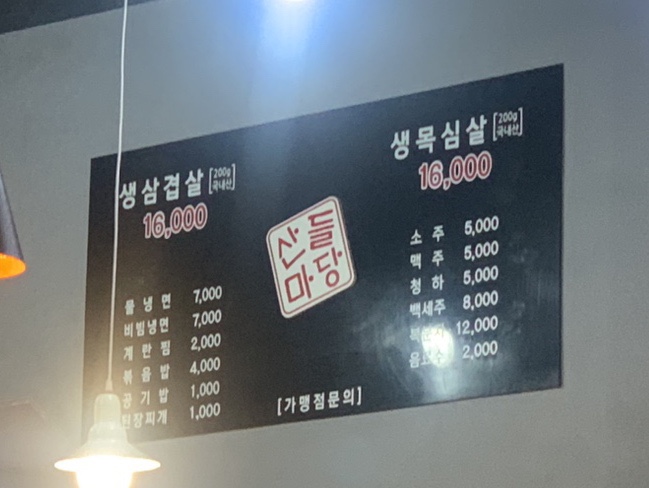 생삼겹살 [200g 국내산]
16,000
물냉면 7,000
비빔냉면 7,000
계란찜 2,000
볶음밥 4,000
공기밥 1,000
된장찌개 1,000
산들
마당
[가맹점문의]
생목심살 [200g 국내산]
16,000
소주 5,000
맥주 5,000
청하 5,000
백세주 8,000
12,000
음료수 2,000